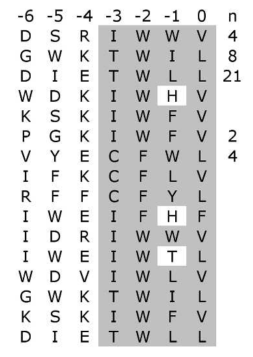 -6 -5 -4 -3 -2 -1 0 n
D S R I W W V 4
G W K T W I L 8
D I E T W L L 21
W D K I W H V
K S K I W F V
P G K I W F V 2
V Y E C F W L 4
I F K C F L V
R F F C F Y L
I W E I F H F
I D R I W W V
I W E I W T L
W D V I W L V
G W K T W I L
K S K I W F V
D I E T W L L